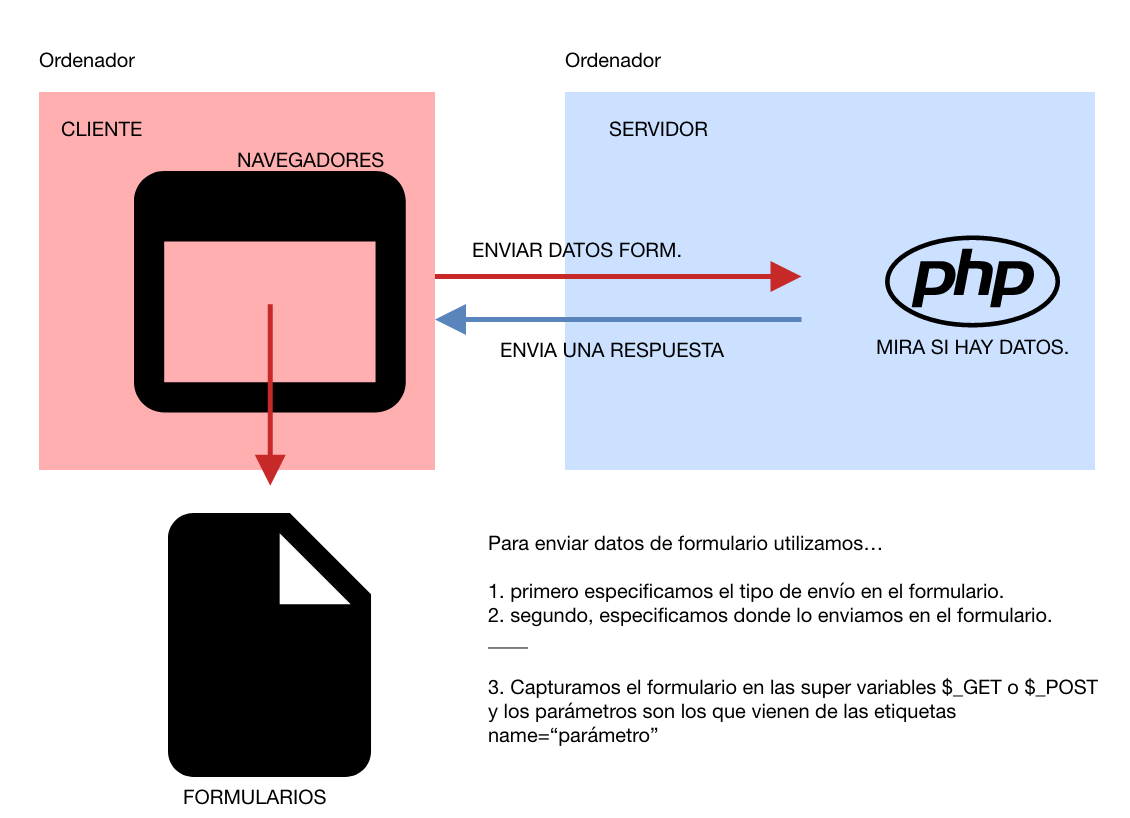 Ordenador
Ordenador
CLIENTE
SERVIDOR
NAVEGADORES
ENVIAR DATOS FORM.
php
MIRA SI HAY DATOS.
ENVIA UNA RESPUESTA
Para enviar datos de formulario utilizamos…
1. primero especificamos el tipo de envío en el formulario.
2. segundo, especificamos donde lo enviamos en el formulario.
3. Capturamos el formulario en las super variables $_GET o $_POST
y los parámetros son los que vienen de las etiquetas
name=“parámetro”
FORMULARIOS